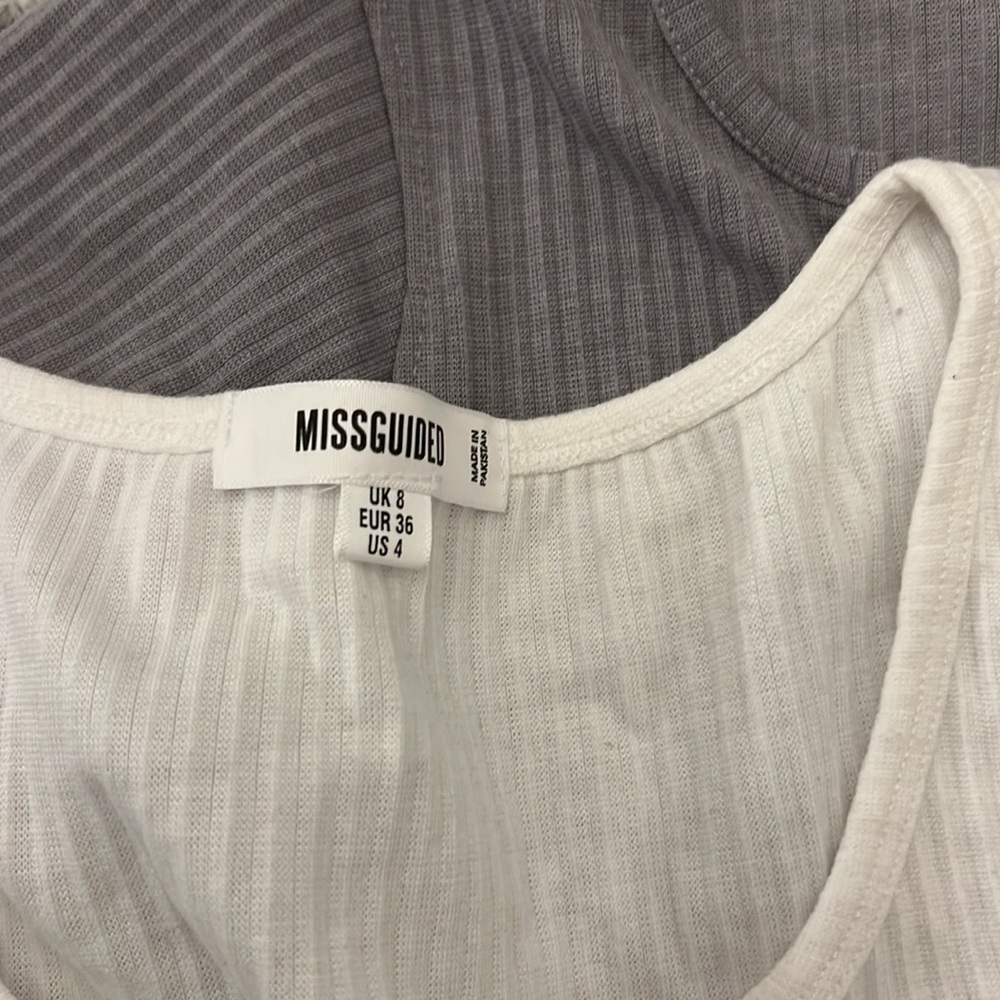 MISSGUIDED
MADE IN
PAKISTAN
UK 8
EUR 36
US 4